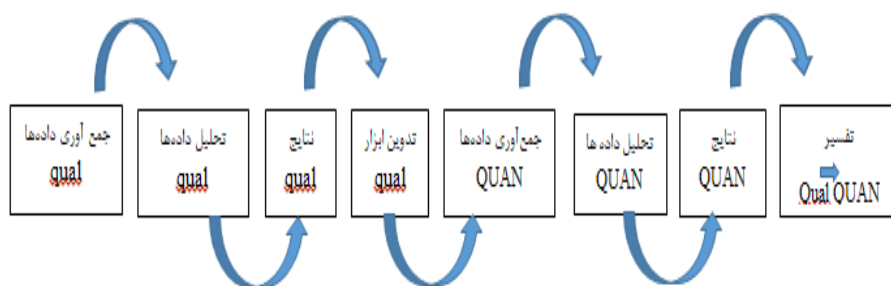 جمع آوری داده‌ها
qual
تحلیل داده‌ها
qual
نتایج
qual
تدوین ابزار
qual
جمع‌آوری داده‌ها
QUAN
تحلیل داده ها
QUAN
نتایج
QUAN
تفسیر
Qual QUAN